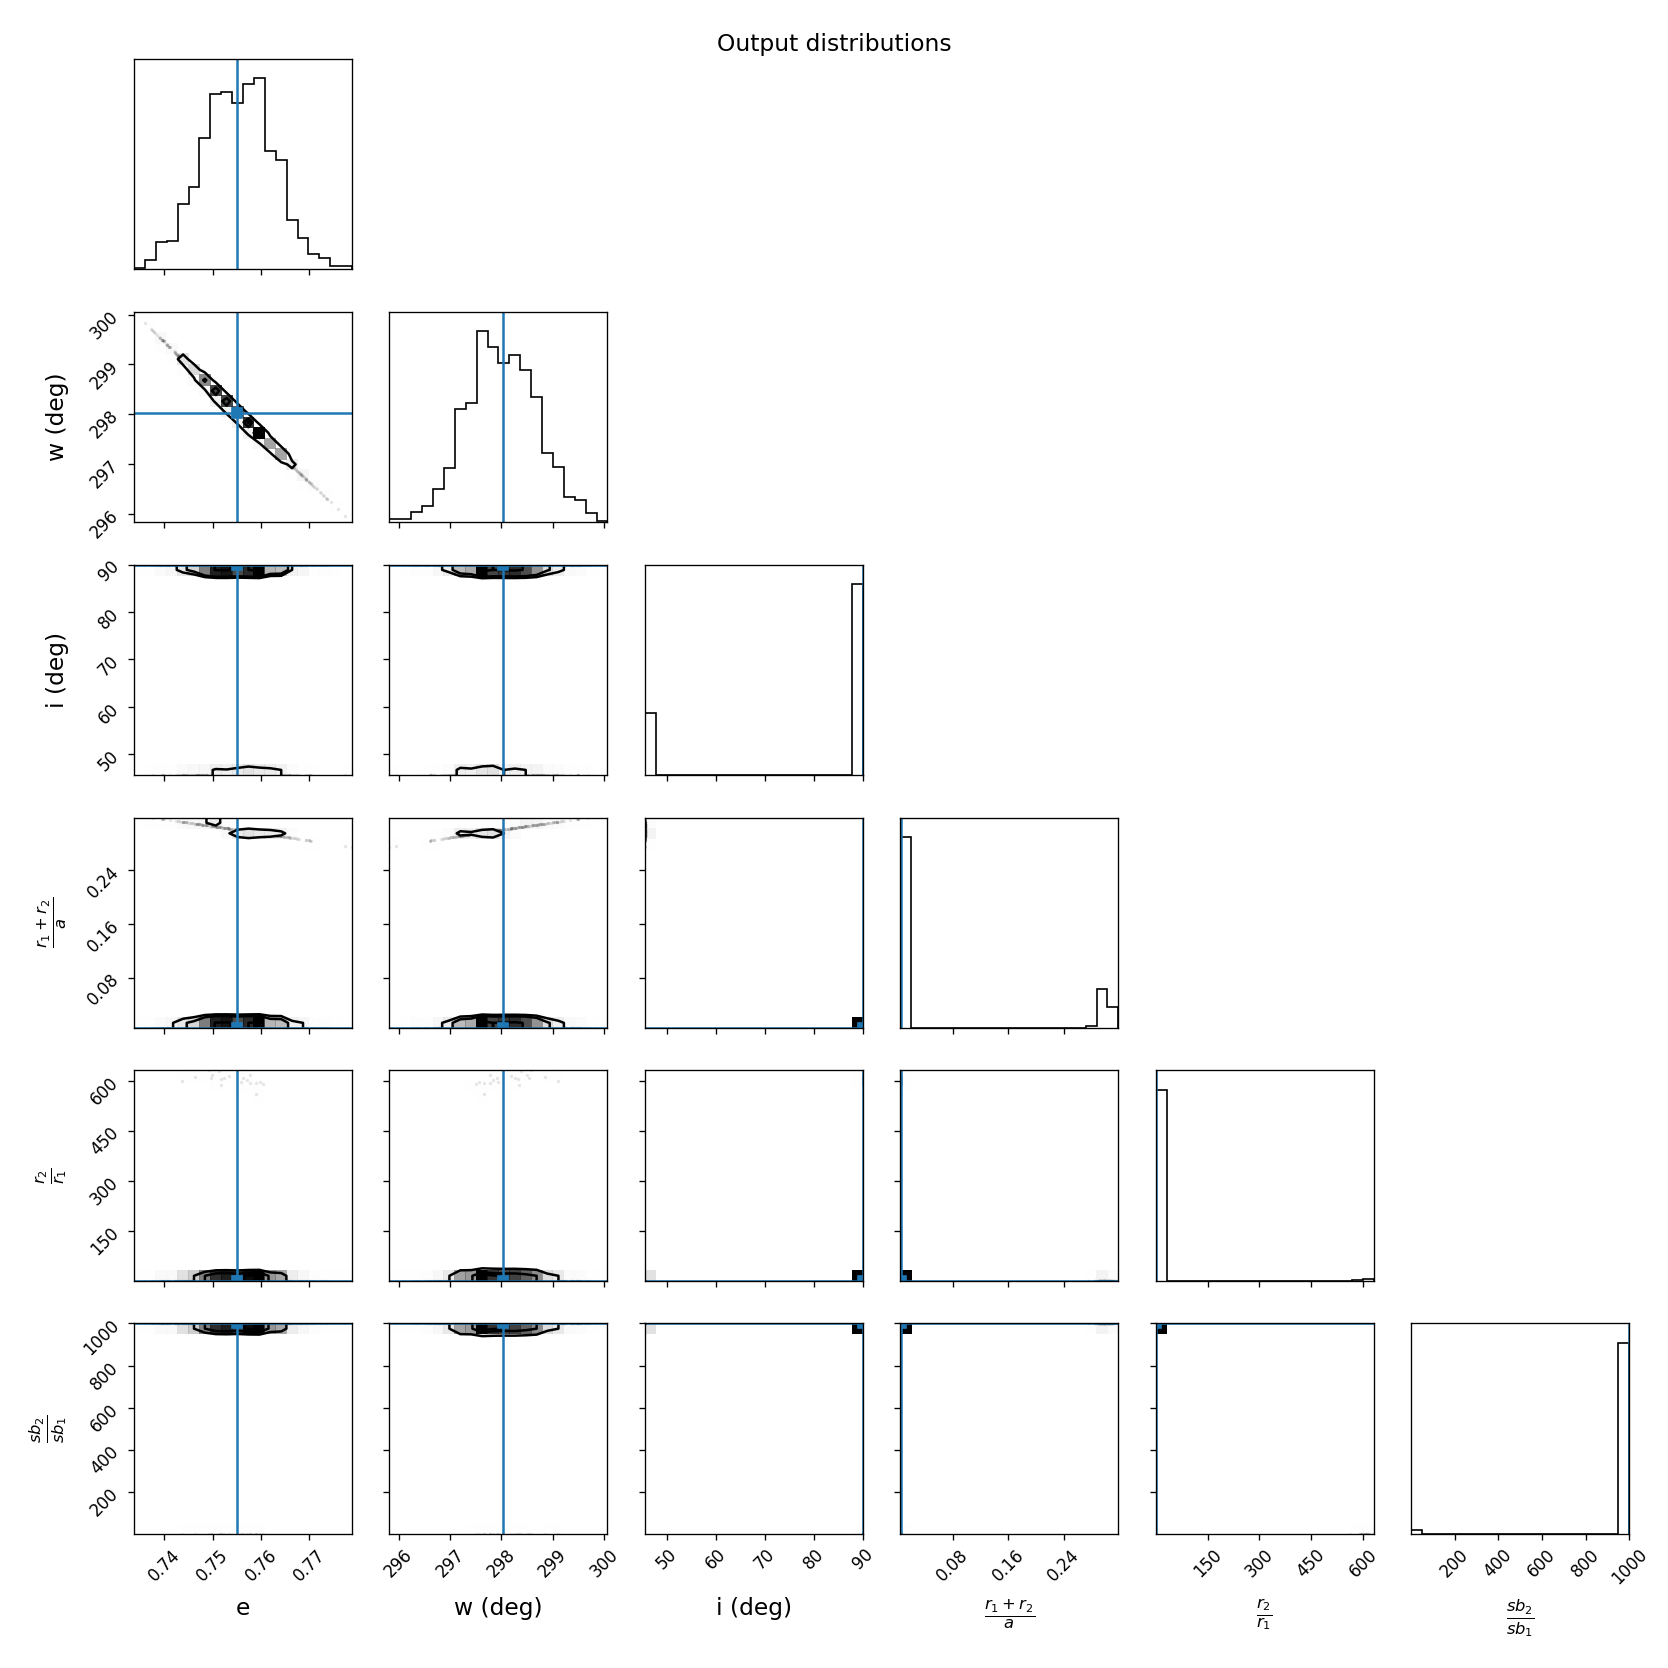 Output distributions
300
299
298
297
296
w (deg)
90
80
70
60
50
i (deg)
0.24
0.16
0.08
r₁ + r₂
a
600
450
300
150
r₂
r₁
1000
800
600
400
200
sb₂
sb₁
0.74 0.75 0.76 0.77
296 297 298 299 300
50 60 70 80 90
0.08 0.16 0.24
150 300 450 600
200 400 600 800 1000
e
w (deg)
i (deg)
r₁ + r₂
a
r₂
r₁
sb₂
sb₁